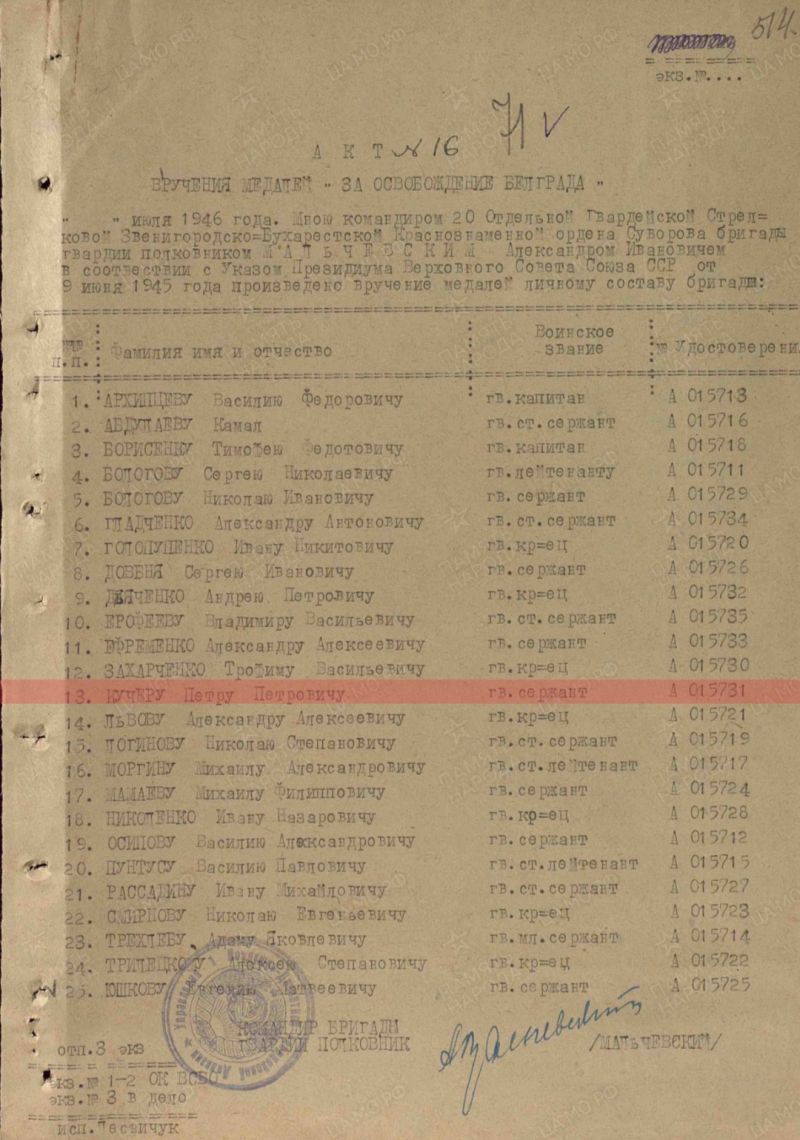 514.
экз.№....
71 V
А К Т № 16
ВРУЧЕНИЯ МЕДАЛЕЙ " ЗА ОСВОБОЖДЕНИЕ БЕЛГРАДА "
" " июля 1946 года. Мною командиром 20 Отдельной Гвардейской Стрел=
ковой Звенигородско=Бухарестской Краснознаменной ордена Суворова бригады
гвардии полковником МАЛЬЧЕВСКИМ Александром Ивановичем
в соотвествии с Указом Президиума Верховного Совета Союза ССР от
9 июня 1945 года произведено вручение медалей личному составу бригады:
№№ п.п. : Фамилия имя и отчество : Воинское звание : № Удостоверени
1. АРХИПЦЕВУ Василию Федоровичу гв.капитан А 015713
2. АБДУЛАЕВУ Камал гв.ст.сержант А 015716
3. БОРИСЕНКУ Тимофею Федотовичу гв.капитан А 015718
4. БОЛОГОВУ Сергею Николаевичу гв.лейтенанту А 015711
5. БОЛОГОВУ Николаю Ивановичу гв.сержант А 015729
6. ГЛАДЧЕНКО Александру Антоновичу гв.ст.сержант А 015734
7. ГОЛОПУПЕНКО Ивану Никитовичу гв.кр=ец А 015720
8. ДОВБНЯ Сергею Ивановичу гв.сержант А 015726
9. ДЯЧЕНКО Андрею Петровичу гв.кр=ец А 015732
10. ЕРОФЕЕВУ Владимиру Васильевичу гв.ст.сержант А 015735
11. ЕФРЕМЕНКО Александру Алексеевичу гв.сержант А 015733
12. ЗАХАРЧЕНКО Трофиму Васильевичу гв.кр=ец А 015730
13. КУЧЕРУ Петру Петровичу гв.сержант А 015731
14. ЛЬВОВУ Александру Алексеевичу гв.кр=ец А 015721
15. ЛОГИНОВУ Николаю Степановичу гв.ст.сержант А 015719
16. МОРГИНУ Михаилу Александровичу гв.ст.лейтенант А 015717
17. МАМАЕВУ Михаилу Филипповичу гв.сержант А 015724
18. НИКОЛЕНКО Ивану Назаровичу гв.кр=ец А 015728
19. ОСИПОВУ Василию Александровичу гв.сержант А 015712
20. ПУНТУСУ Василию Павловичу гв.ст.лейтенант А 015715
21. РАССАДИНУ Ивану Михайловичу гв.ст.сержант А 015727
22. СМИРНОВУ Николаю Евгеньевичу гв.кр=ец А 015723
23. ТРЕХЛЕБУ, Адаму Яковлевичу гв.мл.сержант А 015714
24. ТРИЛЕЦКОМУ Алексею Степановичу гв.кр=ец А 015722
25. ЮШКОВУ Евгению Матвеевичу гв.сержант А 015725
КОМАНДИР БРИГАДЫ
ГВАРДИИ ПОЛКОВНИК /МАЛЬЧЕВСКИЙ/
отп.3 экз
экз.№ 1-2 ОК
экз.№ 3 в дело
исп.Лесвичук